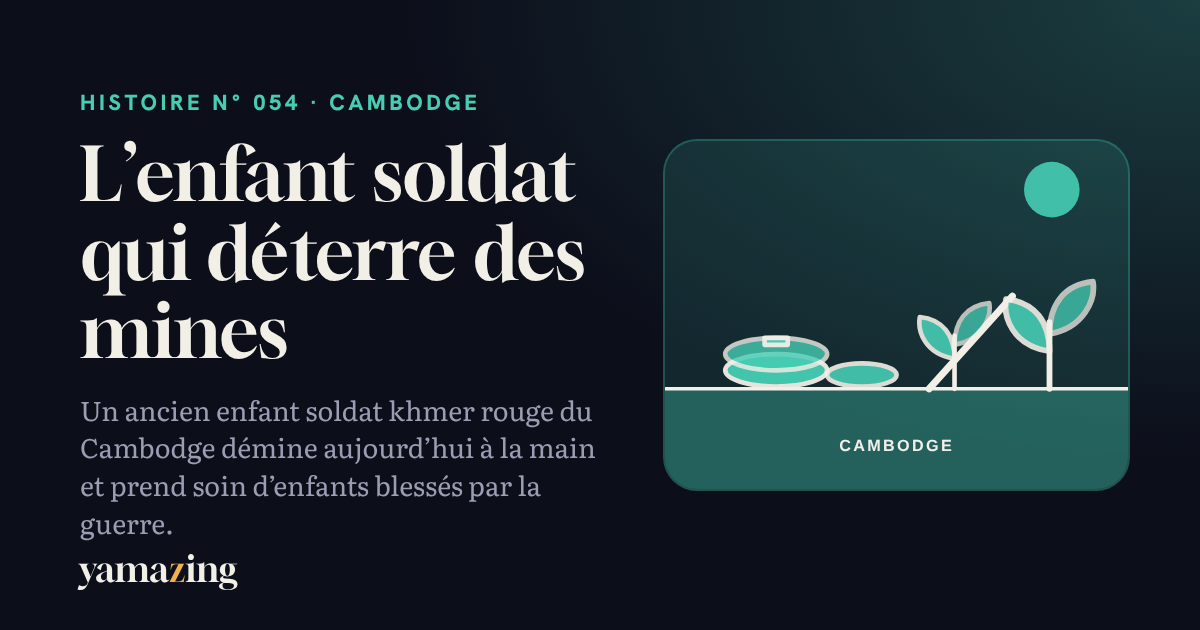 HISTOIRE N° 054 · CAMBODGE
L’enfant soldat
qui déterre des
mines
Un ancien enfant soldat khmer rouge du
Cambodge démine aujourd’hui à la main
et prend soin d’enfants blessés par la
guerre.
yamazing
CAMBODGE